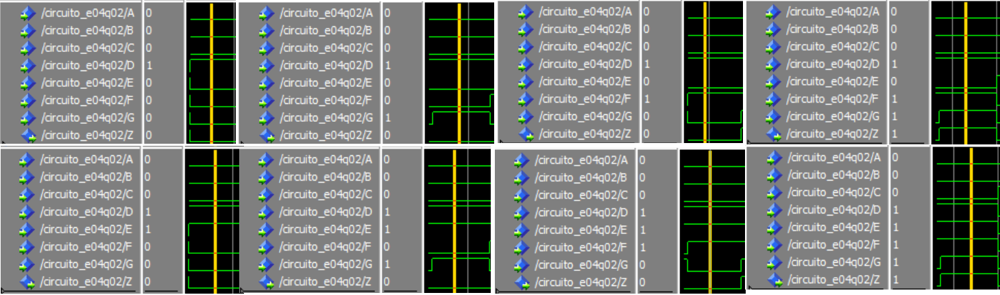 /circuito_e04q02/A 0
/circuito_e04q02/B 0
/circuito_e04q02/C 0
/circuito_e04q02/D 1
/circuito_e04q02/E 0
/circuito_e04q02/F 0
/circuito_e04q02/G 0
/circuito_e04q02/Z 0
/circuito_e04q02/A 0
/circuito_e04q02/B 0
/circuito_e04q02/C 0
/circuito_e04q02/D 1
/circuito_e04q02/E 0
/circuito_e04q02/F 0
/circuito_e04q02/G 1
/circuito_e04q02/Z 0
/circuito_e04q02/A 0
/circuito_e04q02/B 0
/circuito_e04q02/C 0
/circuito_e04q02/D 1
/circuito_e04q02/E 0
/circuito_e04q02/F 1
/circuito_e04q02/G 0
/circuito_e04q02/Z 0
/circuito_e04q02/A 0
/circuito_e04q02/B 0
/circuito_e04q02/C 0
/circuito_e04q02/D 1
/circuito_e04q02/E 0
/circuito_e04q02/F 1
/circuito_e04q02/G 1
/circuito_e04q02/Z 1
/circuito_e04q02/A 0
/circuito_e04q02/B 0
/circuito_e04q02/C 0
/circuito_e04q02/D 1
/circuito_e04q02/E 1
/circuito_e04q02/F 0
/circuito_e04q02/G 0
/circuito_e04q02/Z 0
/circuito_e04q02/A 0
/circuito_e04q02/B 0
/circuito_e04q02/C 0
/circuito_e04q02/D 1
/circuito_e04q02/E 1
/circuito_e04q02/F 0
/circuito_e04q02/G 1
/circuito_e04q02/Z 0
/circuito_e04q02/A 0
/circuito_e04q02/B 0
/circuito_e04q02/C 0
/circuito_e04q02/D 1
/circuito_e04q02/E 1
/circuito_e04q02/F 1
/circuito_e04q02/G 0
/circuito_e04q02/Z 0
/circuito_e04q02/A 0
/circuito_e04q02/B 0
/circuito_e04q02/C 0
/circuito_e04q02/D 1
/circuito_e04q02/E 1
/circuito_e04q02/F 1
/circuito_e04q02/G 1
/circuito_e04q02/Z 1